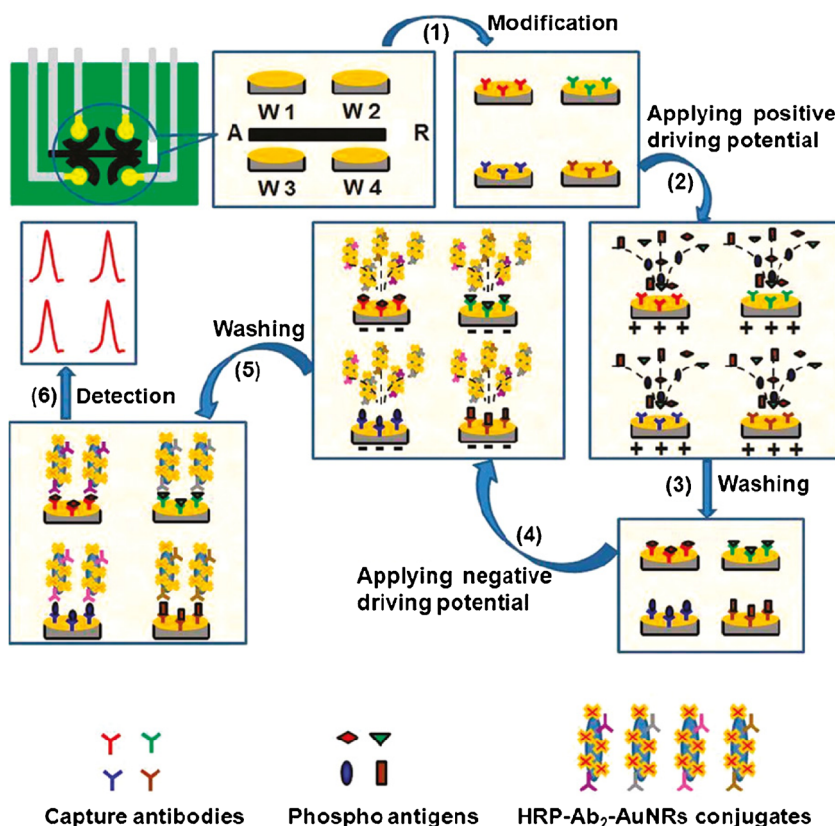 (1)
Modification
W 1
W 2
A
R
W 3
W 4
Applying positive
driving potential
(2)
+ + +
+ + +
+ + +
+ + +
(3)
Washing
(4)
Applying negative
driving potential
- - -
- - -
- - -
- - -
Washing
(5)
(6)
Detection
Capture antibodies
Phospho antigens
HRP-Ab₂-AuNRs conjugates